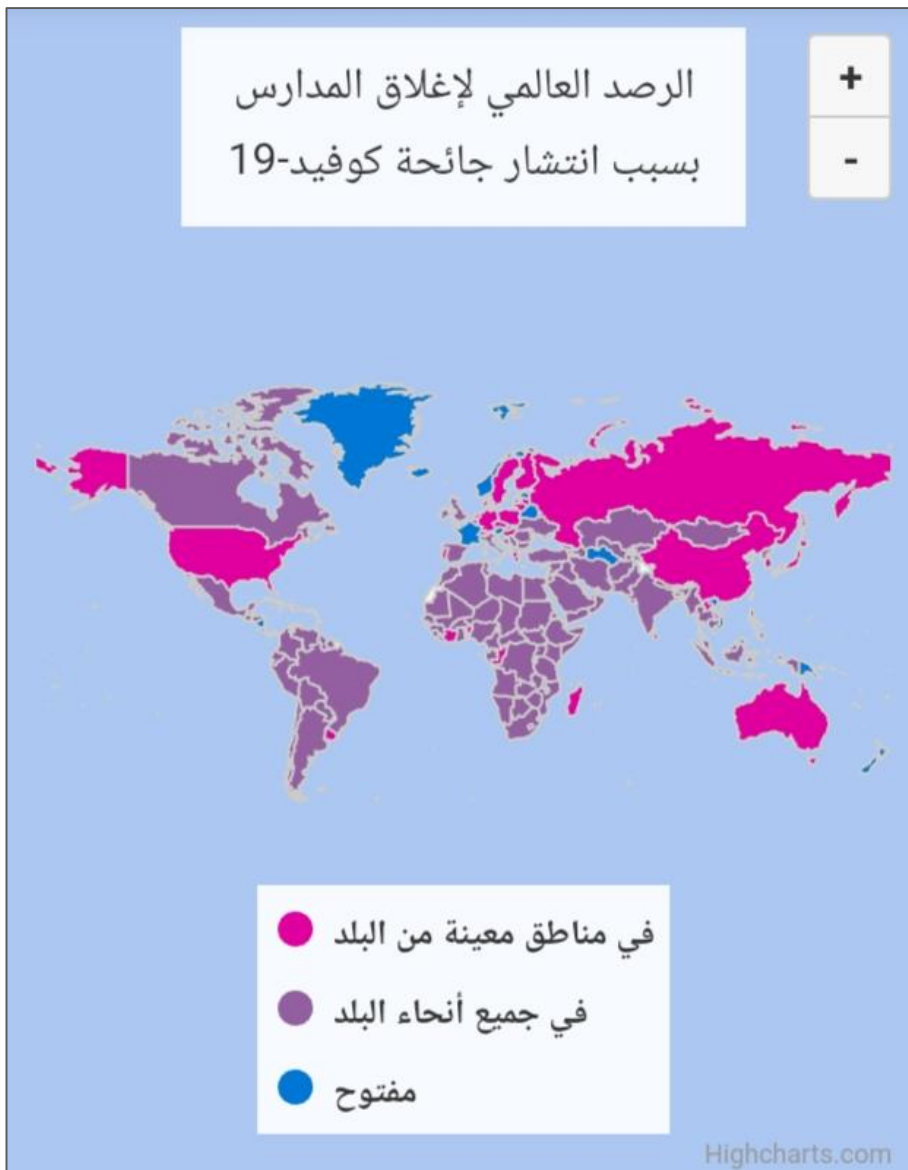 الرصد العالمي لإغلاق المدارس
بسبب انتشار جائحة كوفيد-19
+
-
في مناطق معينة من البلد
في جميع أنحاء البلد
مفتوح
Highcharts.com